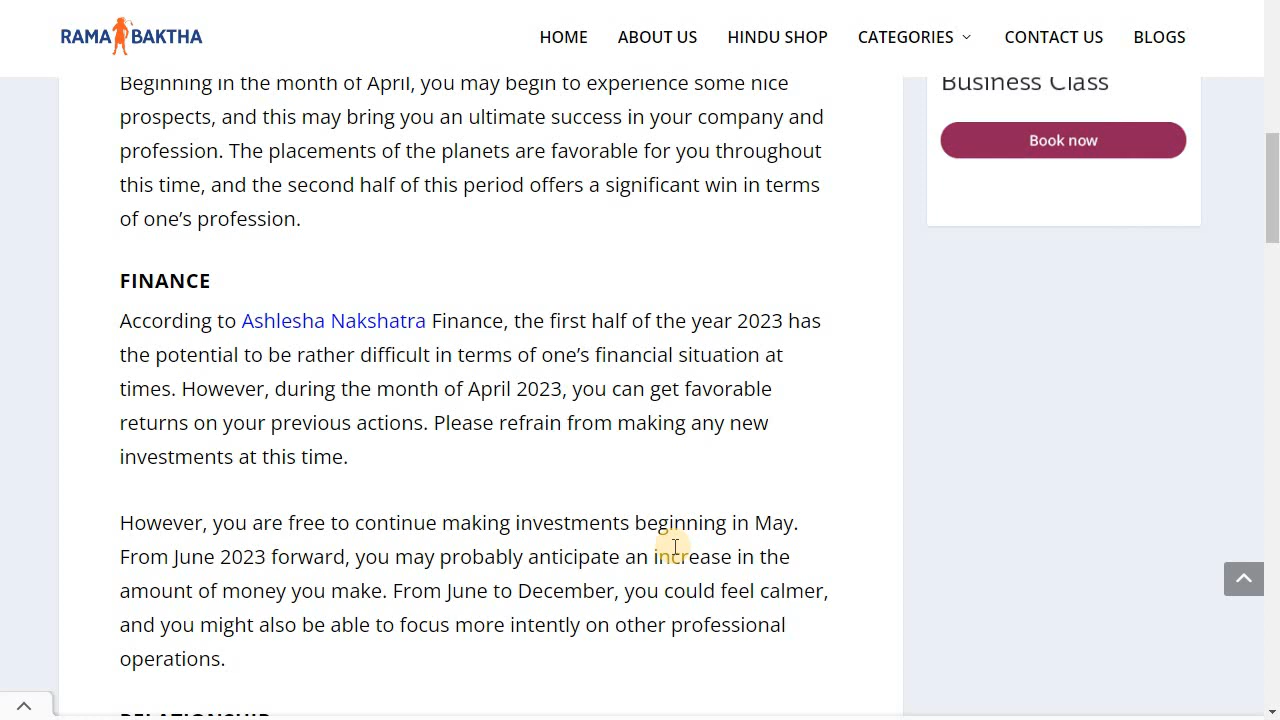 RAMA BAKTHA
HOME ABOUT US HINDU SHOP CATEGORIES CONTACT US BLOGS
Beginning in the month of April, you may begin to experience some nice
prospects, and this may bring you an ultimate success in your company and
profession. The placements of the planets are favorable for you throughout
this time, and the second half of this period offers a significant win in terms
of one’s profession.
FINANCE
According to Ashlesha Nakshatra Finance, the first half of the year 2023 has
the potential to be rather difficult in terms of one’s financial situation at
times. However, during the month of April 2023, you can get favorable
returns on your previous actions. Please refrain from making any new
investments at this time.
However, you are free to continue making investments beginning in May.
From June 2023 forward, you may probably anticipate an increase in the
amount of money you make. From June to December, you could feel calmer,
and you might also be able to focus more intently on other professional
operations.
RELATIONSHIP
Business Class
Book now